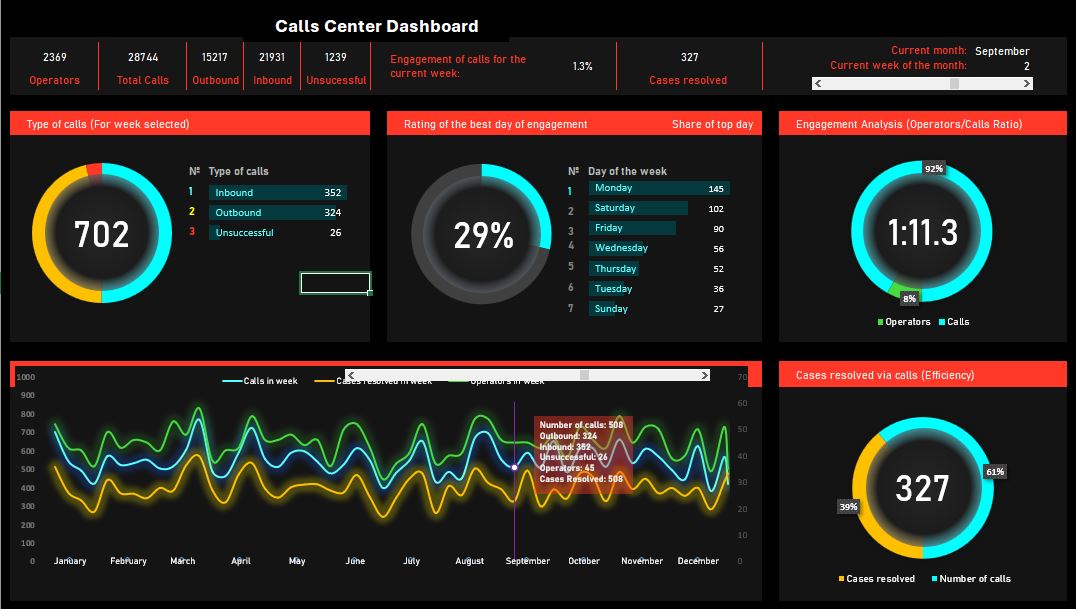 Calls Center Dashboard
2369
Operators
28744
Total Calls
15217
Outbound
21931
Inbound
1239
Unsucessful
Engagement of calls for the
current week:
1.3%
327
Cases resolved
Current month: September
Current week of the month: 2
Type of calls (For week selected)
702
Nº Type of calls
1 Inbound 352
2 Outbound 324
3 Unsuccessful 26
Rating of the best day of engagement Share of top day
29%
Nº Day of the week
1 Monday 145
2 Saturday 102
3 Friday 90
4 Wednesday 56
5 Thursday 52
6 Tuesday 36
7 Sunday 27
Engagement Analysis (Operators/Calls Ratio)
92%
1:11.3
8%
Operators Calls
Calls in week Cases resolved in week Operators in week
1000
900
800
700
600
500
400
300
200
100
0
70
60
50
40
30
20
10
0
Number of calls: 508
Outbound: 324
Inbound: 352
Unsuccessful: 26
Operators: 45
Cases Resolved: 508
January February March April May June July August September October November December
Cases resolved via calls (Efficiency)
61%
327
39%
Cases resolved Number of calls